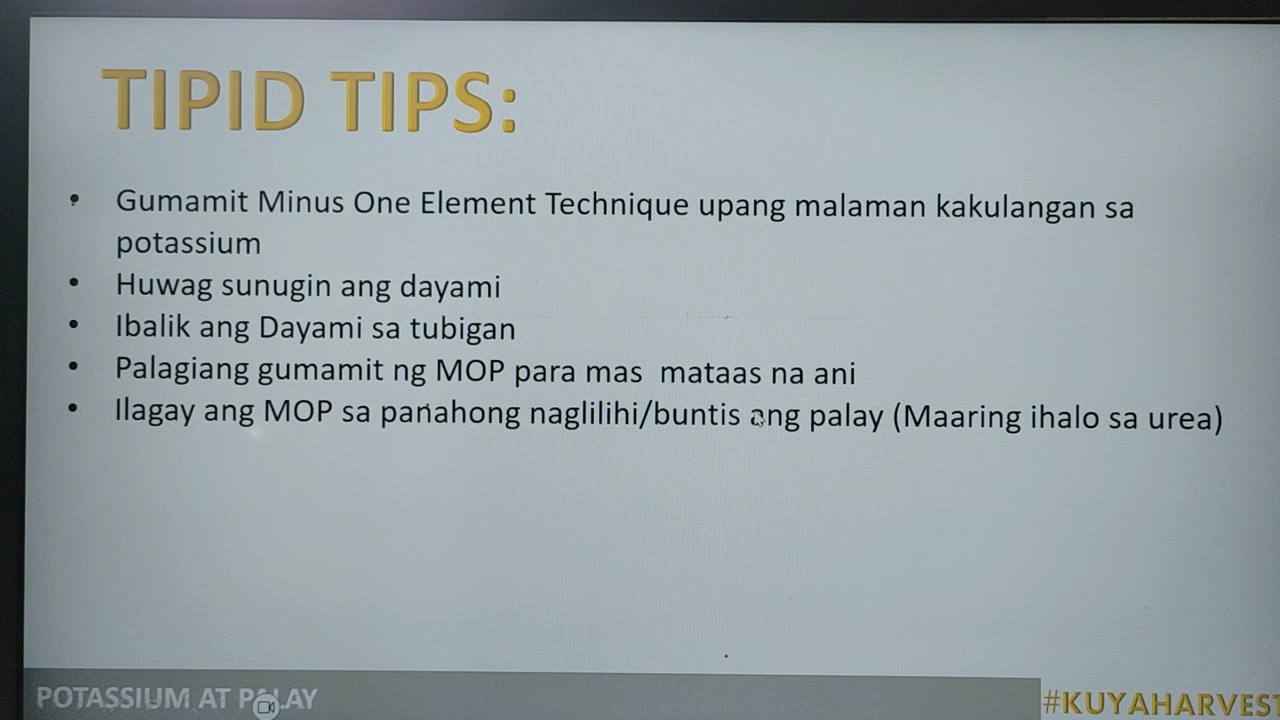 TIPID TIPS:
• Gumamit Minus One Element Technique upang malaman kakulangan sa
potassium
• Huwag sunugin ang dayami
• Ibalik ang Dayami sa tubigan
• Palagiang gumamit ng MOP para mas mataas na ani
• Ilagay ang MOP sa panahong naglilihi/buntis ang palay (Maaring ihalo sa urea)
POTASSIUM AT PALAY
#KUYAHARVEST